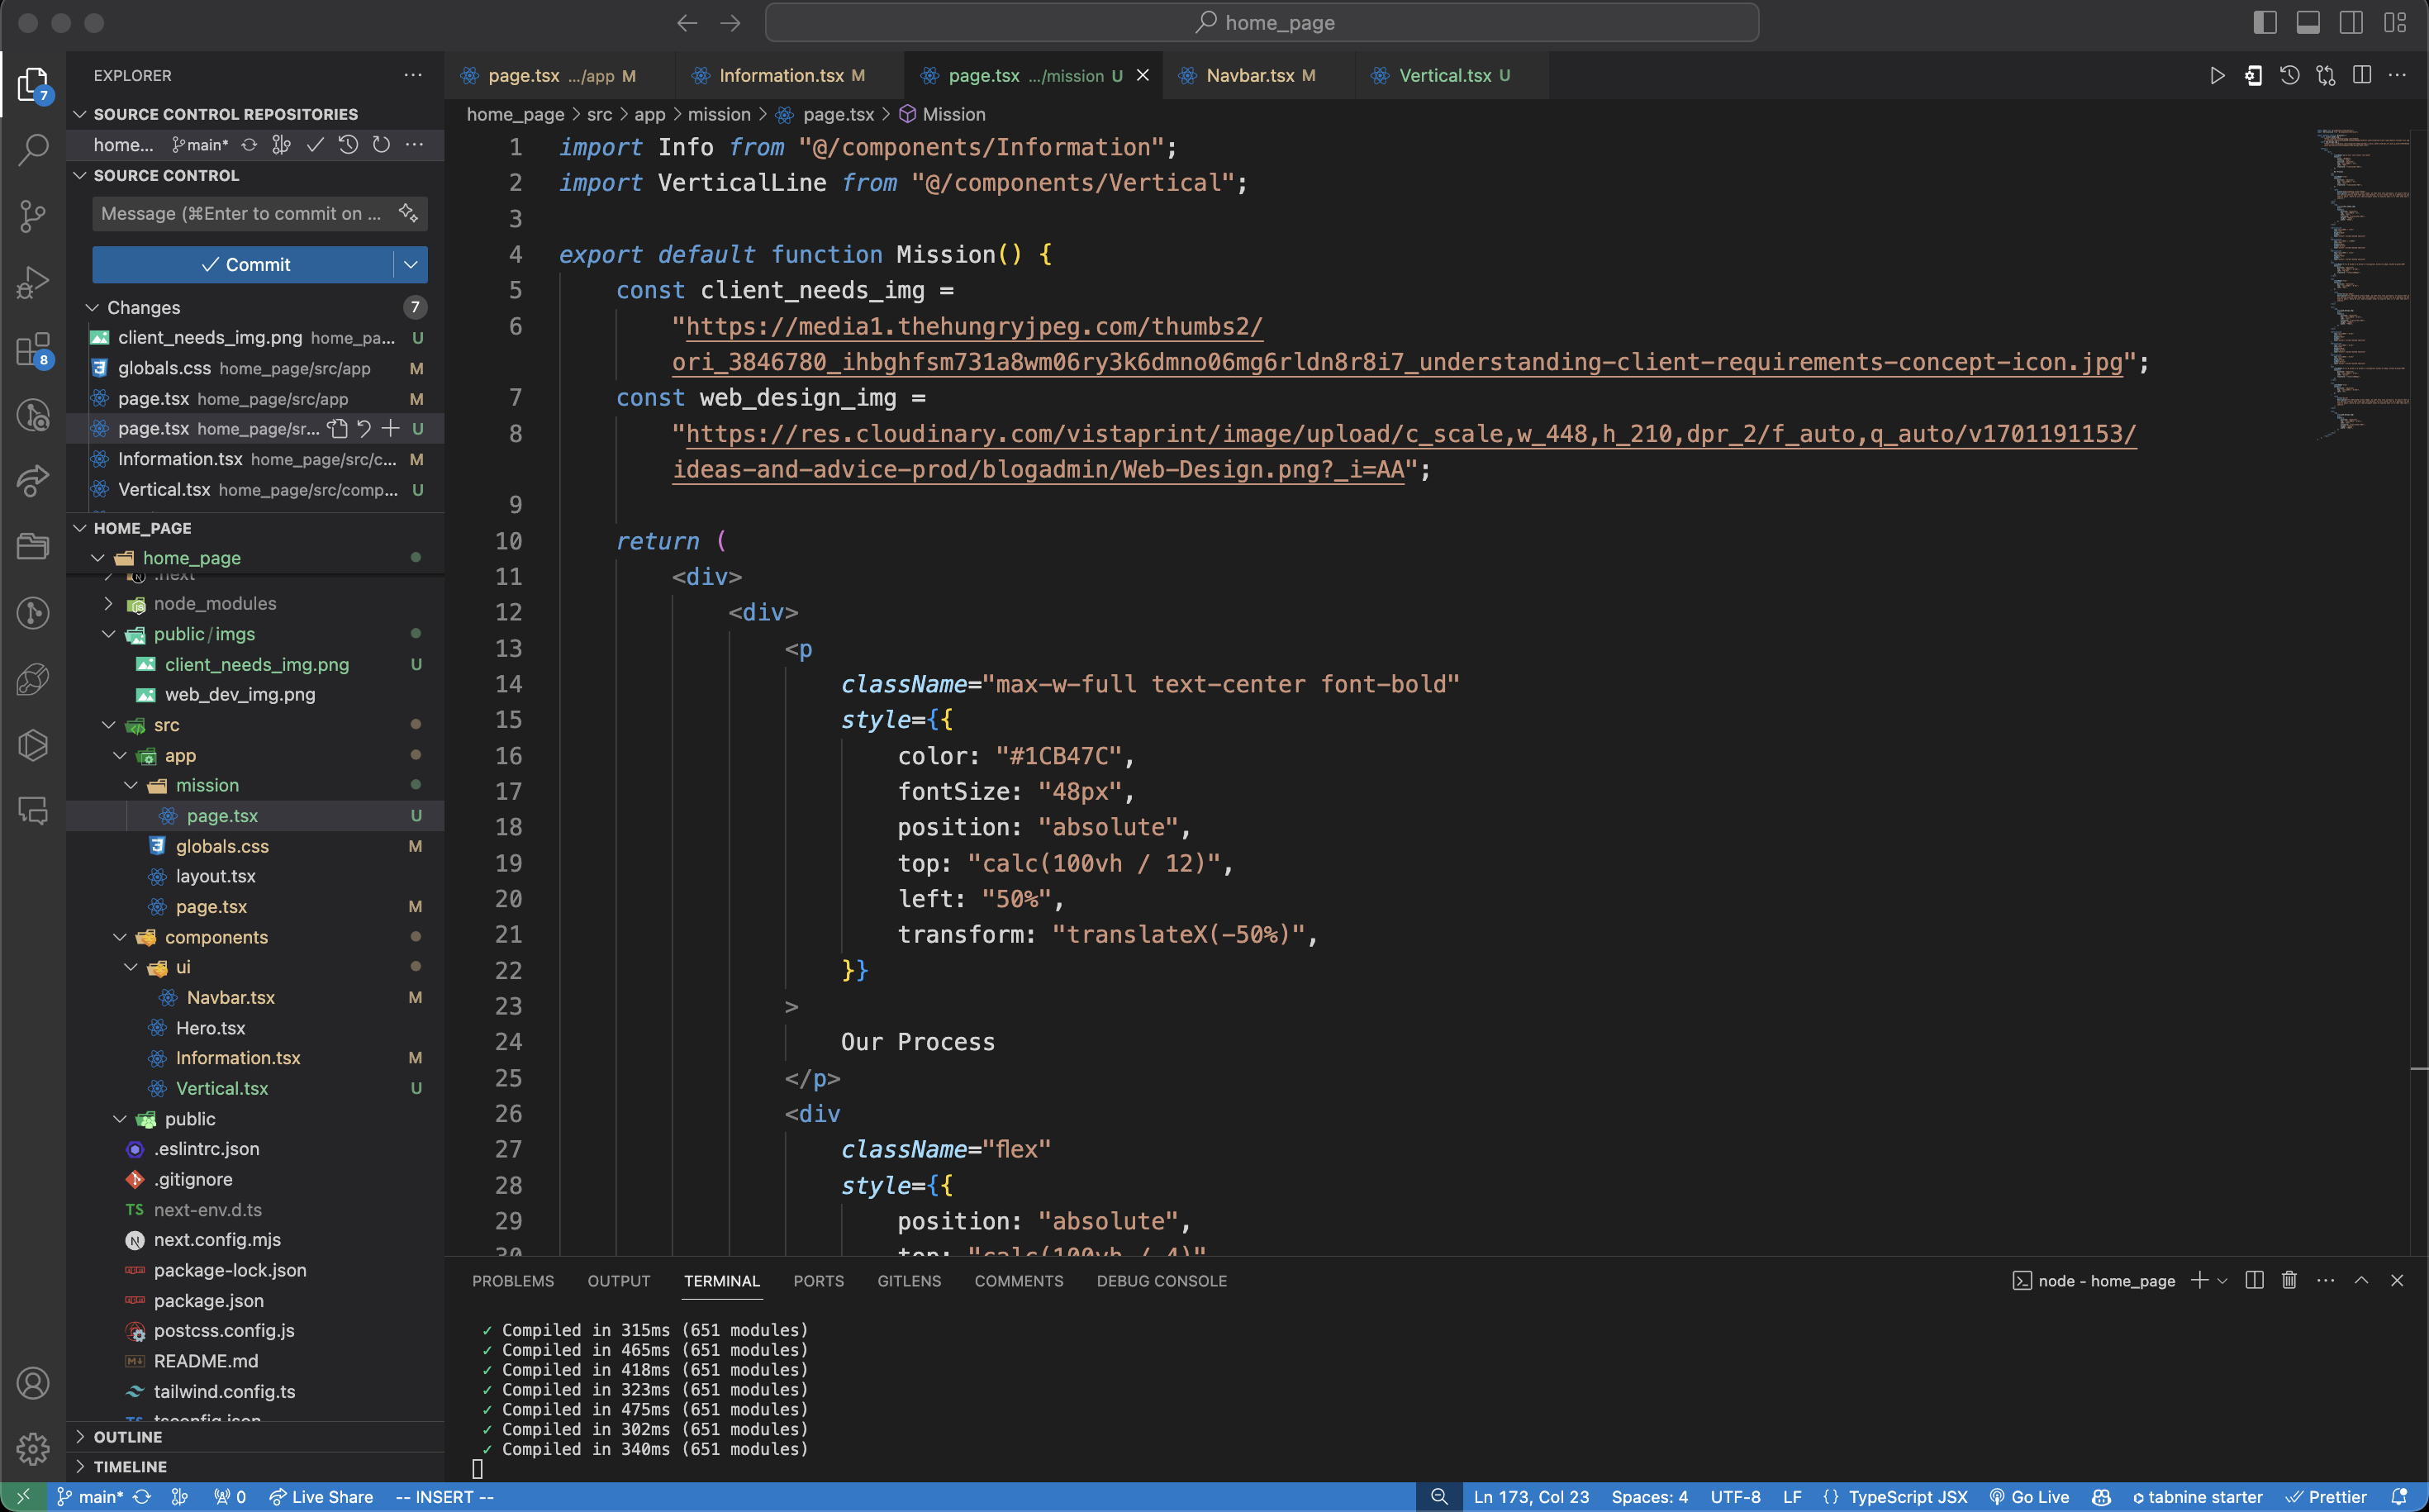 home_page
EXPLORER
SOURCE CONTROL REPOSITORIES
home... main*
SOURCE CONTROL
Message (⌘Enter to commit on ...
Commit
Changes 7
client_needs_img.png home_pa... U
globals.css home_page/src/app M
page.tsx home_page/src/app M
page.tsx home_page/sr... U
Information.tsx home_page/src/c... M
Vertical.tsx home_page/src/comp... U
HOME_PAGE
home_page
.next
node_modules
public/imgs
client_needs_img.png U
web_dev_img.png
src
app
mission
page.tsx U
globals.css M
layout.tsx
page.tsx M
components
ui
Navbar.tsx M
Hero.tsx
Information.tsx M
Vertical.tsx U
public
.eslintrc.json
.gitignore
TS next-env.d.ts
next.config.mjs
package-lock.json
package.json
postcss.config.js
README.md
tailwind.config.ts
tsconfig.json
OUTLINE
TIMELINE
7
8
page.tsx .../app M
Information.tsx M
page.tsx .../mission U
Navbar.tsx M
Vertical.tsx U
home_page > src > app > mission > page.tsx > Mission
1 import Info from "@/components/Information";
2 import VerticalLine from "@/components/Vertical";
3
4 export default function Mission() {
5 const client_needs_img =
6 "https://media1.thehungryjpeg.com/thumbs2/
ori_3846780_ihbghfsm731a8wm06ry3k6dmno06mg6rldn8r8i7_understanding-client-requirements-concept-icon.jpg";
7 const web_design_img =
8 "https://res.cloudinary.com/vistaprint/image/upload/c_scale,w_448,h_210,dpr_2/f_auto,q_auto/v1701191153/
ideas-and-advice-prod/blogadmin/Web-Design.png?_i=AA";
9
10 return (
11 <div>
12 <div>
13 <p
14 className="max-w-full text-center font-bold"
15 style={{
16 color: "#1CB47C",
17 fontSize: "48px",
18 position: "absolute",
19 top: "calc(100vh / 12)",
20 left: "50%",
21 transform: "translateX(-50%)",
22 }}
23 >
24 Our Process
25 </p>
26 <div
27 className="flex"
28 style={{
29 position: "absolute",
30 top: "calc(100vh / 4)"
PROBLEMS OUTPUT TERMINAL PORTS GITLENS COMMENTS DEBUG CONSOLE
node - home_page
✓ Compiled in 315ms (651 modules)
✓ Compiled in 465ms (651 modules)
✓ Compiled in 418ms (651 modules)
✓ Compiled in 323ms (651 modules)
✓ Compiled in 475ms (651 modules)
✓ Compiled in 302ms (651 modules)
✓ Compiled in 340ms (651 modules)
main* 0 Live Share -- INSERT -- Ln 173, Col 23 Spaces: 4 UTF-8 LF {} TypeScript JSX Go Live tabnine starter Prettier